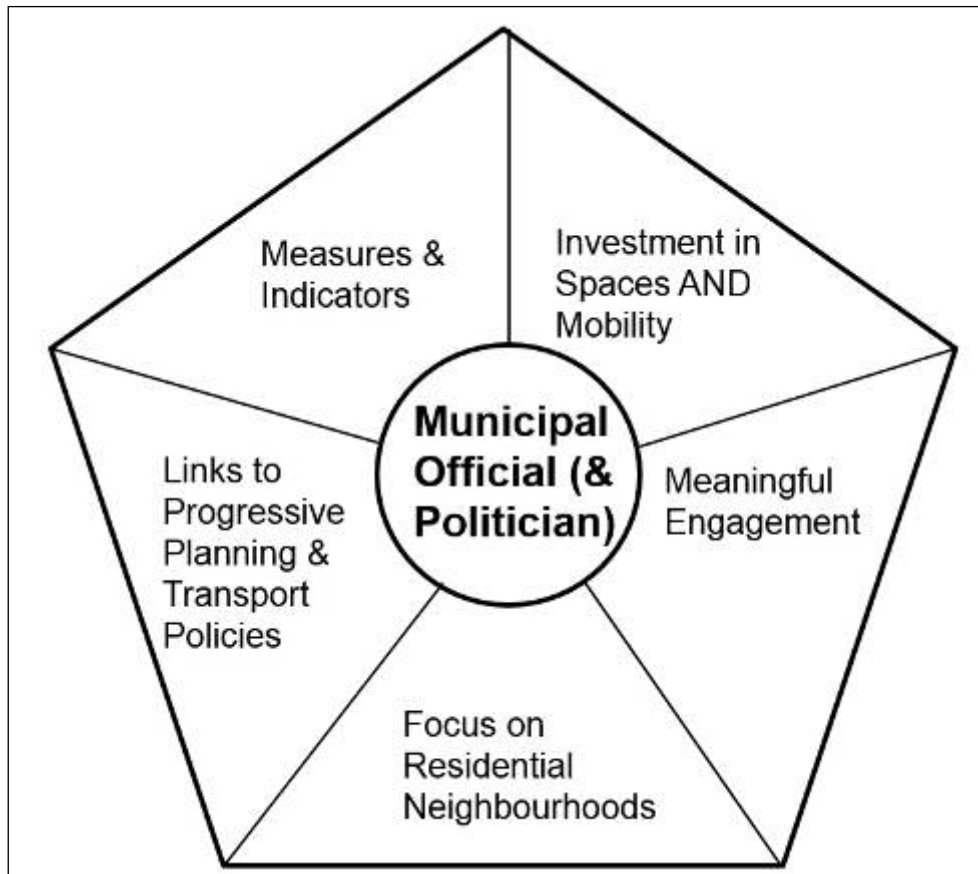 Measures &
Indicators
Investment in
Spaces AND
Mobility
Municipal
Official (&
Politician)
Links to
Progressive
Planning &
Transport
Policies
Meaningful
Engagement
Focus on
Residential
Neighbourhoods